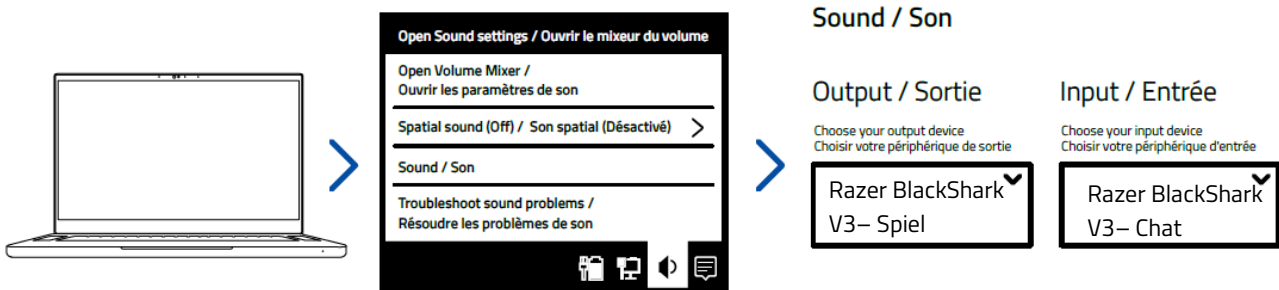 Open Sound settings / Ouvrir le mixeur du volume
Open Volume Mixer /
Ouvrir les paramètres de son
Spatial sound (Off) / Son spatial (Désactivé)
Sound / Son
Troubleshoot sound problems /
Résoudre les problèmes de son
Sound / Son
Output / Sortie
Choose your output device
Choisir votre périphérique de sortie
Razer BlackShark
V3– Spiel
Input / Entrée
Choose your input device
Choisir votre périphérique d'entrée
Razer BlackShark
V3– Chat